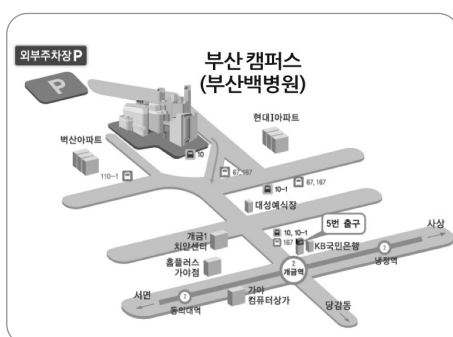 외부주차장 P
P
부산 캠퍼스
(부산백병원)
현대I아파트
벽산아파트
10
110-1
67, 167
10-1
67, 167
대성예식장
10, 10-1
167
5번 출구
개금1
치안센터
KB국민은행
사상
2
냉정역
홈플러스
가야점
2
개금역
서면
2
동의대역
가야
컴퓨터상가
당감동